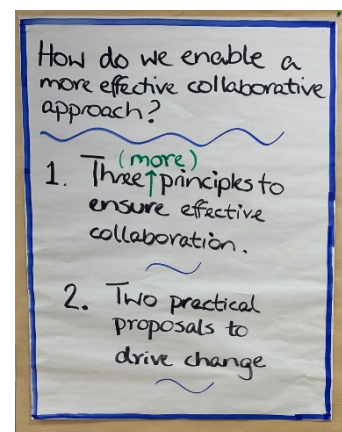 How do we enable a
more effective collaborative
approach?
(more)
1. Three↑principles to
ensure effective
collaboration.
2. Two practical
proposals to
drive change